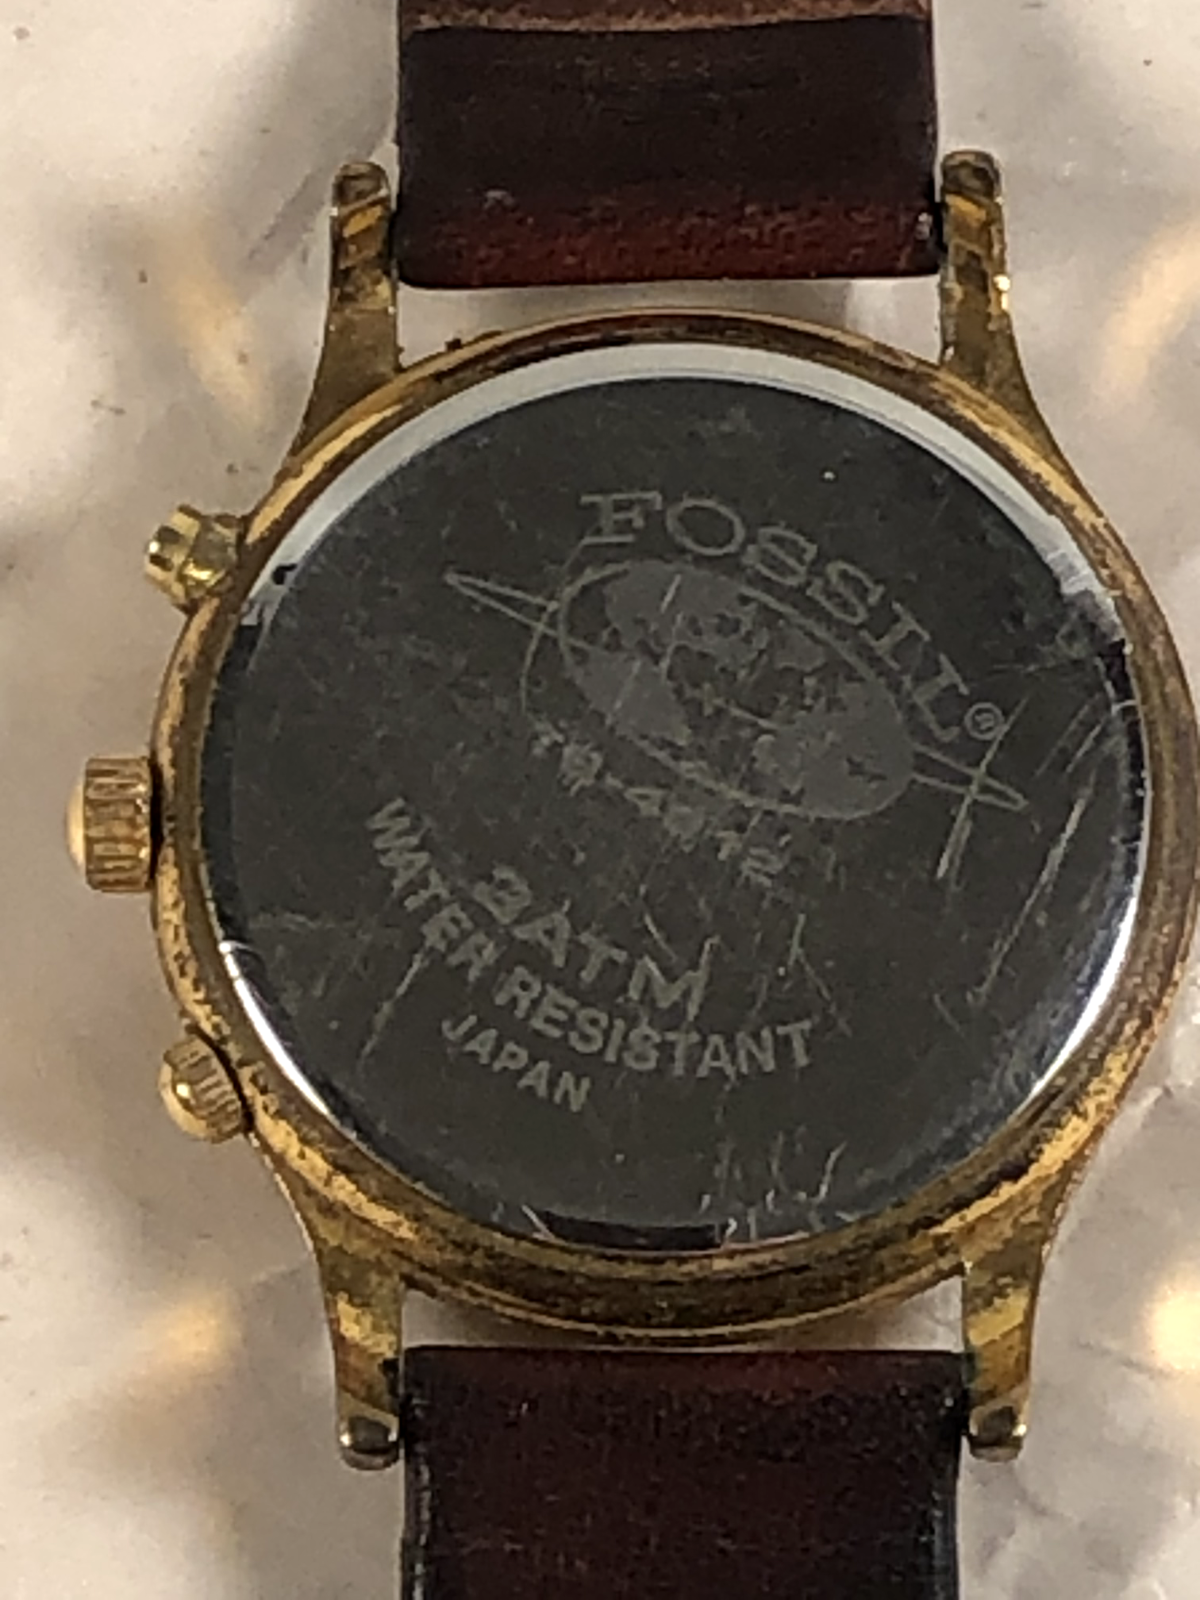 FOSSIL®
3ATM
WATER RESISTANT
JAPAN